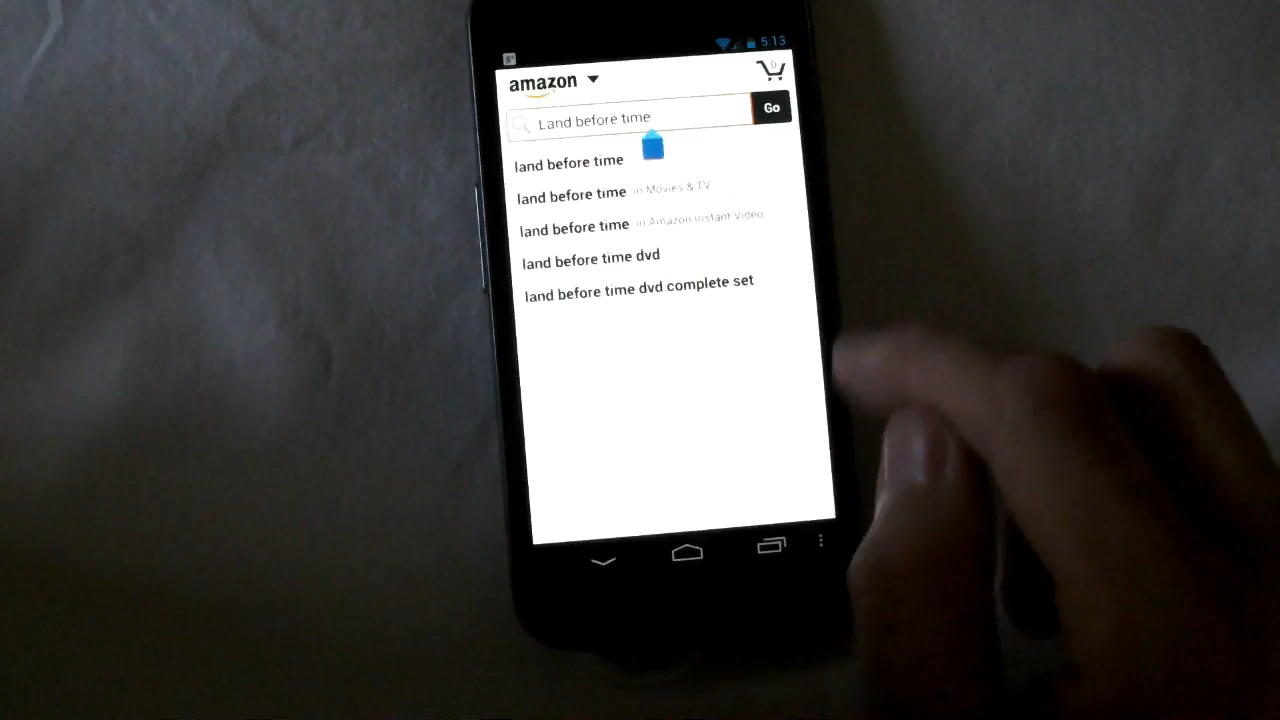 5:13
amazon
0
Land before time
Go
land before time
land before time in Movies & TV
land before time in Amazon Instant Video
land before time dvd
land before time dvd complete set